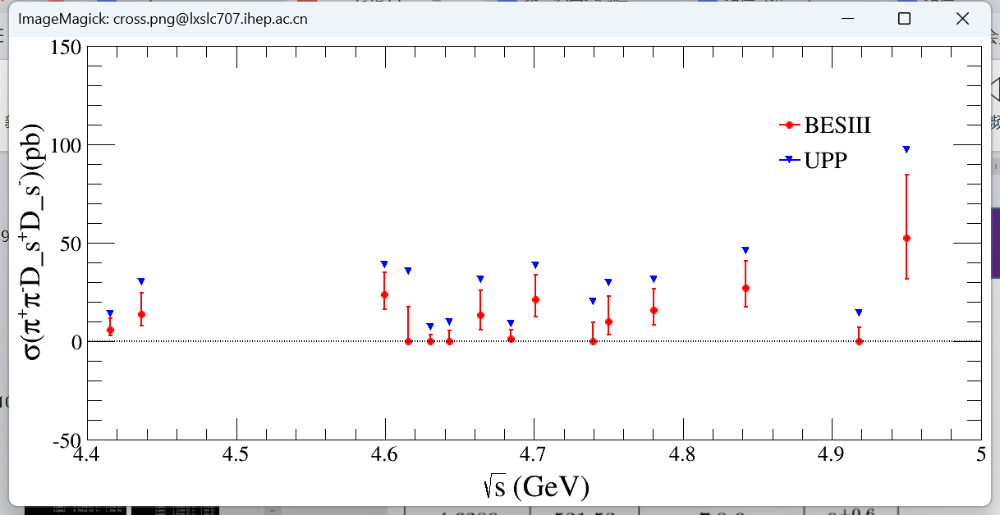 ImageMagick: cross.png@lxslc707.ihep.ac.cn
150
100
50
0
-50
σ(π⁺π⁻D_s⁺D_s⁻)(pb)
BESIII
UPP
4.4 4.5 4.6 4.7 4.8 4.9 5
√s (GeV)